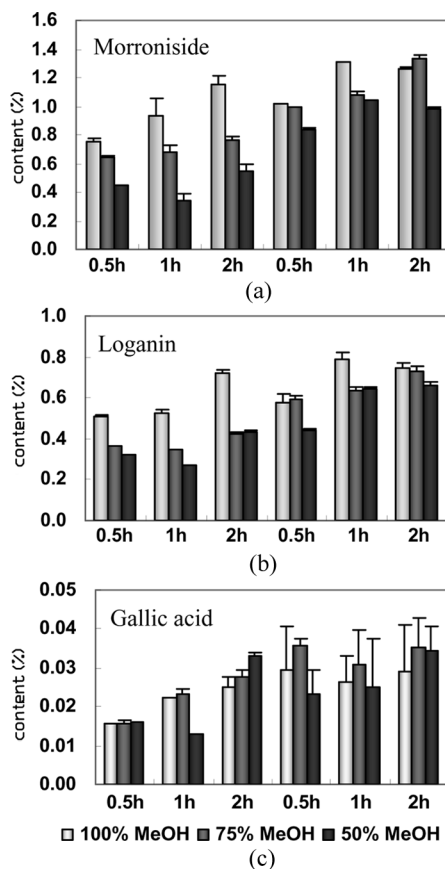 Morroniside
content (%)
1.6
1.4
1.2
1.0
0.8
0.6
0.4
0.2
0.0
0.5h 1h 2h 0.5h 1h 2h
(a)
Loganin
content (%)
1.0
0.8
0.6
0.4
0.2
0.0
0.5h 1h 2h 0.5h 1h 2h
(b)
Gallic acid
content (%)
0.05
0.04
0.03
0.02
0.01
0.00
0.5h 1h 2h 0.5h 1h 2h
100% MeOH 75% MeOH 50% MeOH
(c)